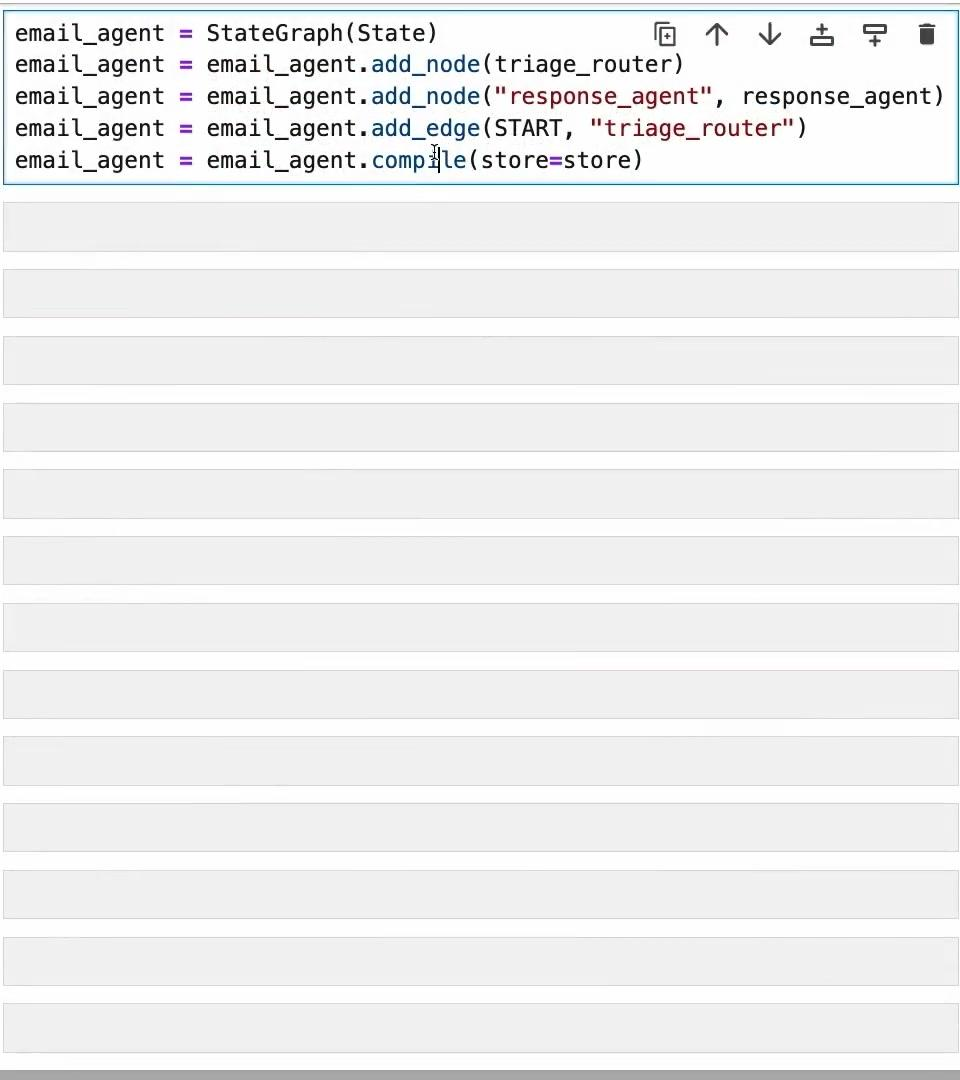 email_agent = StateGraph(State)
email_agent = email_agent.add_node(triage_router)
email_agent = email_agent.add_node("response_agent", response_agent)
email_agent = email_agent.add_edge(START, "triage_router")
email_agent = email_agent.compile(store=store)